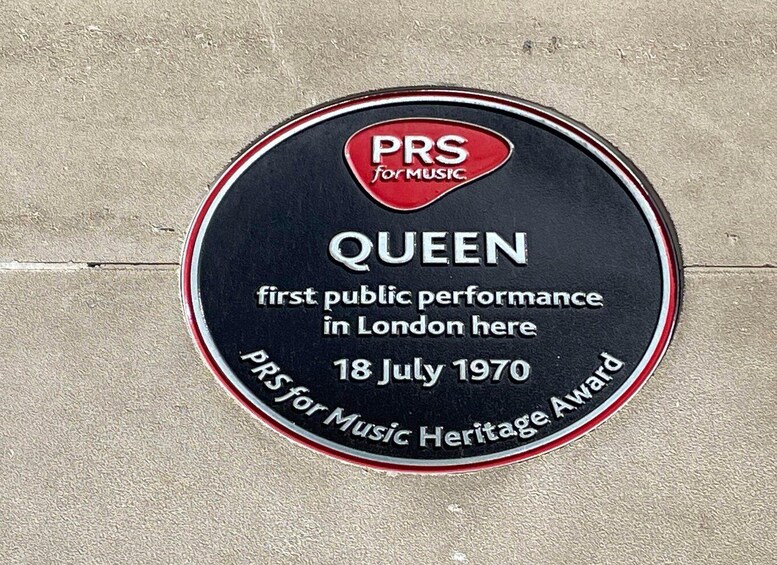 PRS
for MUSIC
QUEEN
first public performance
in London here
18 July 1970
PRS for Music Heritage Award